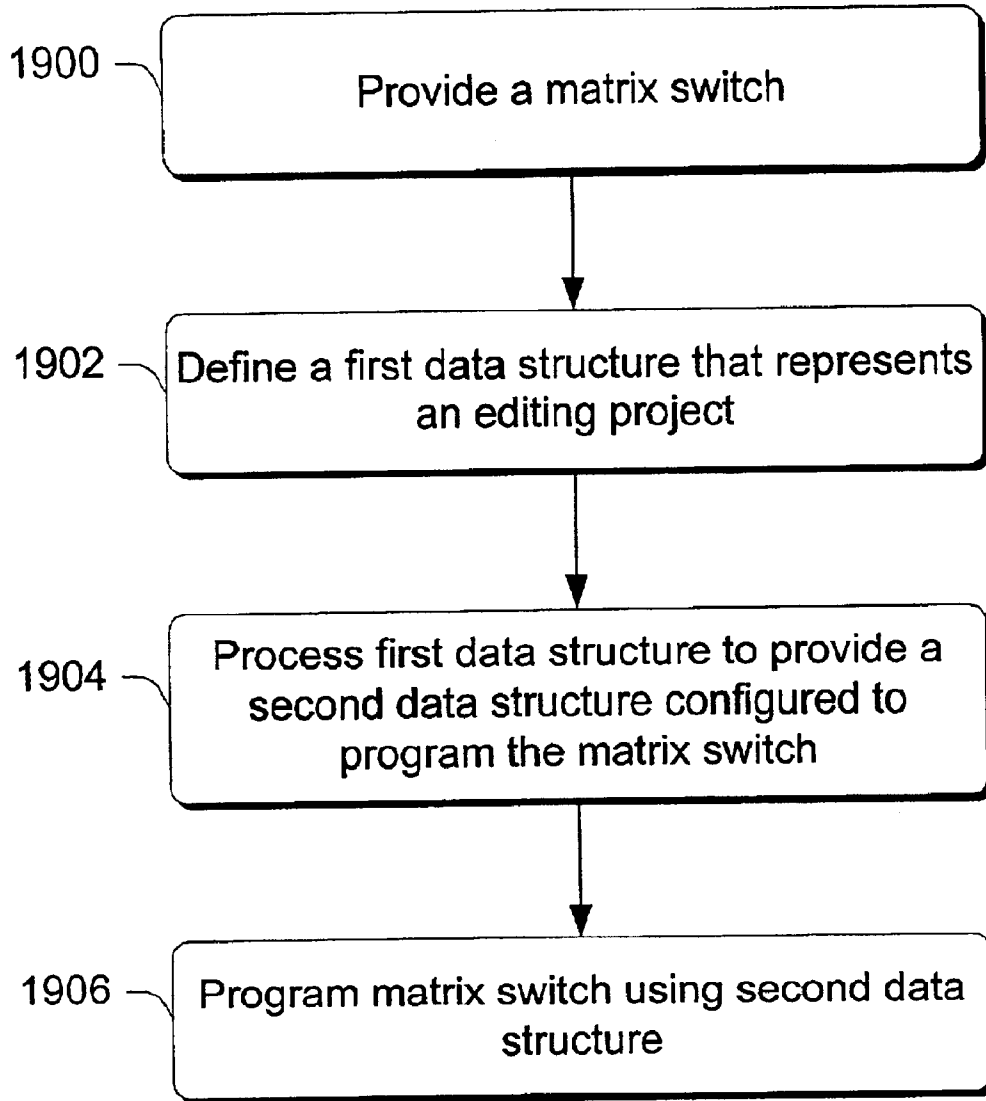 1900
Provide a matrix switch
1902
Define a first data structure that represents
an editing project
1904
Process first data structure to provide a
second data structure configured to
program the matrix switch
1906
Program matrix switch using second data
structure